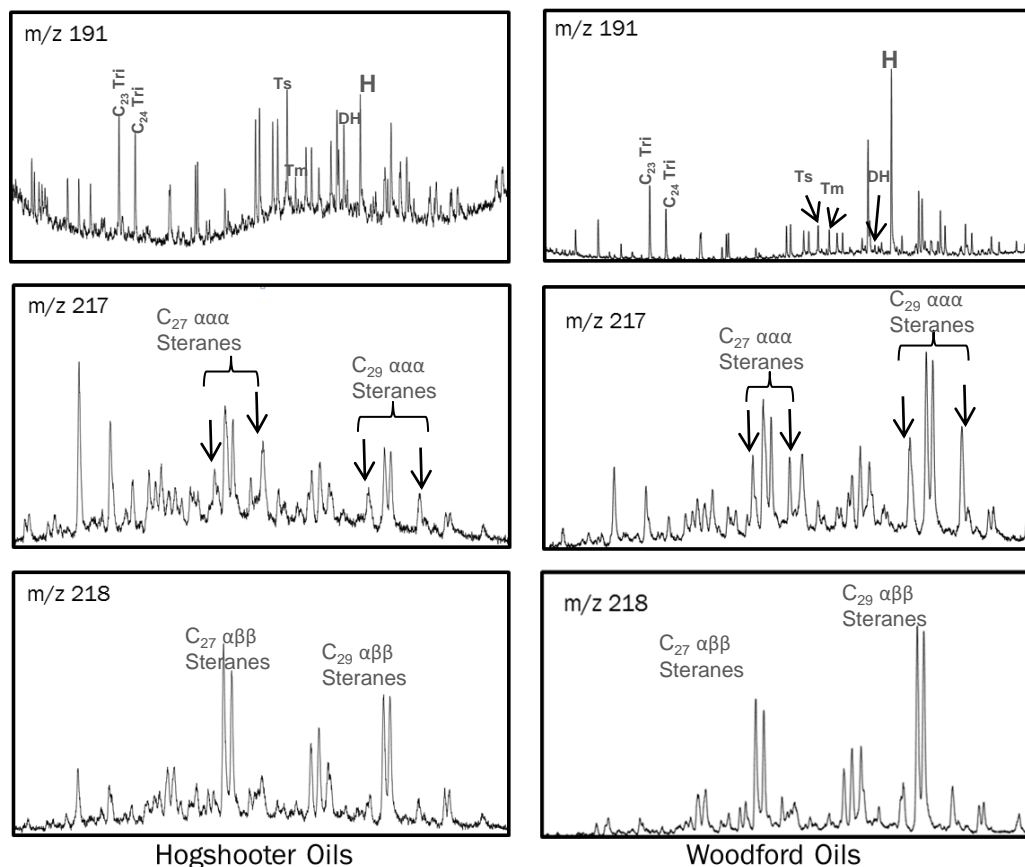 m/z 191
C₂₃ Tri
C₂₄ Tri
Ts
Tm
DH
H
m/z 191
C₂₃ Tri
C₂₄ Tri
Ts
Tm
DH
H
m/z 217
C₂₇ ααα
Steranes
C₂₉ ααα
Steranes
m/z 217
C₂₇ ααα
Steranes
C₂₉ ααα
Steranes
m/z 218
C₂₇ αββ
Steranes
C₂₉ αββ
Steranes
m/z 218
C₂₇ αββ
Steranes
C₂₉ αββ
Steranes
Hogshooter Oils
Woodford Oils